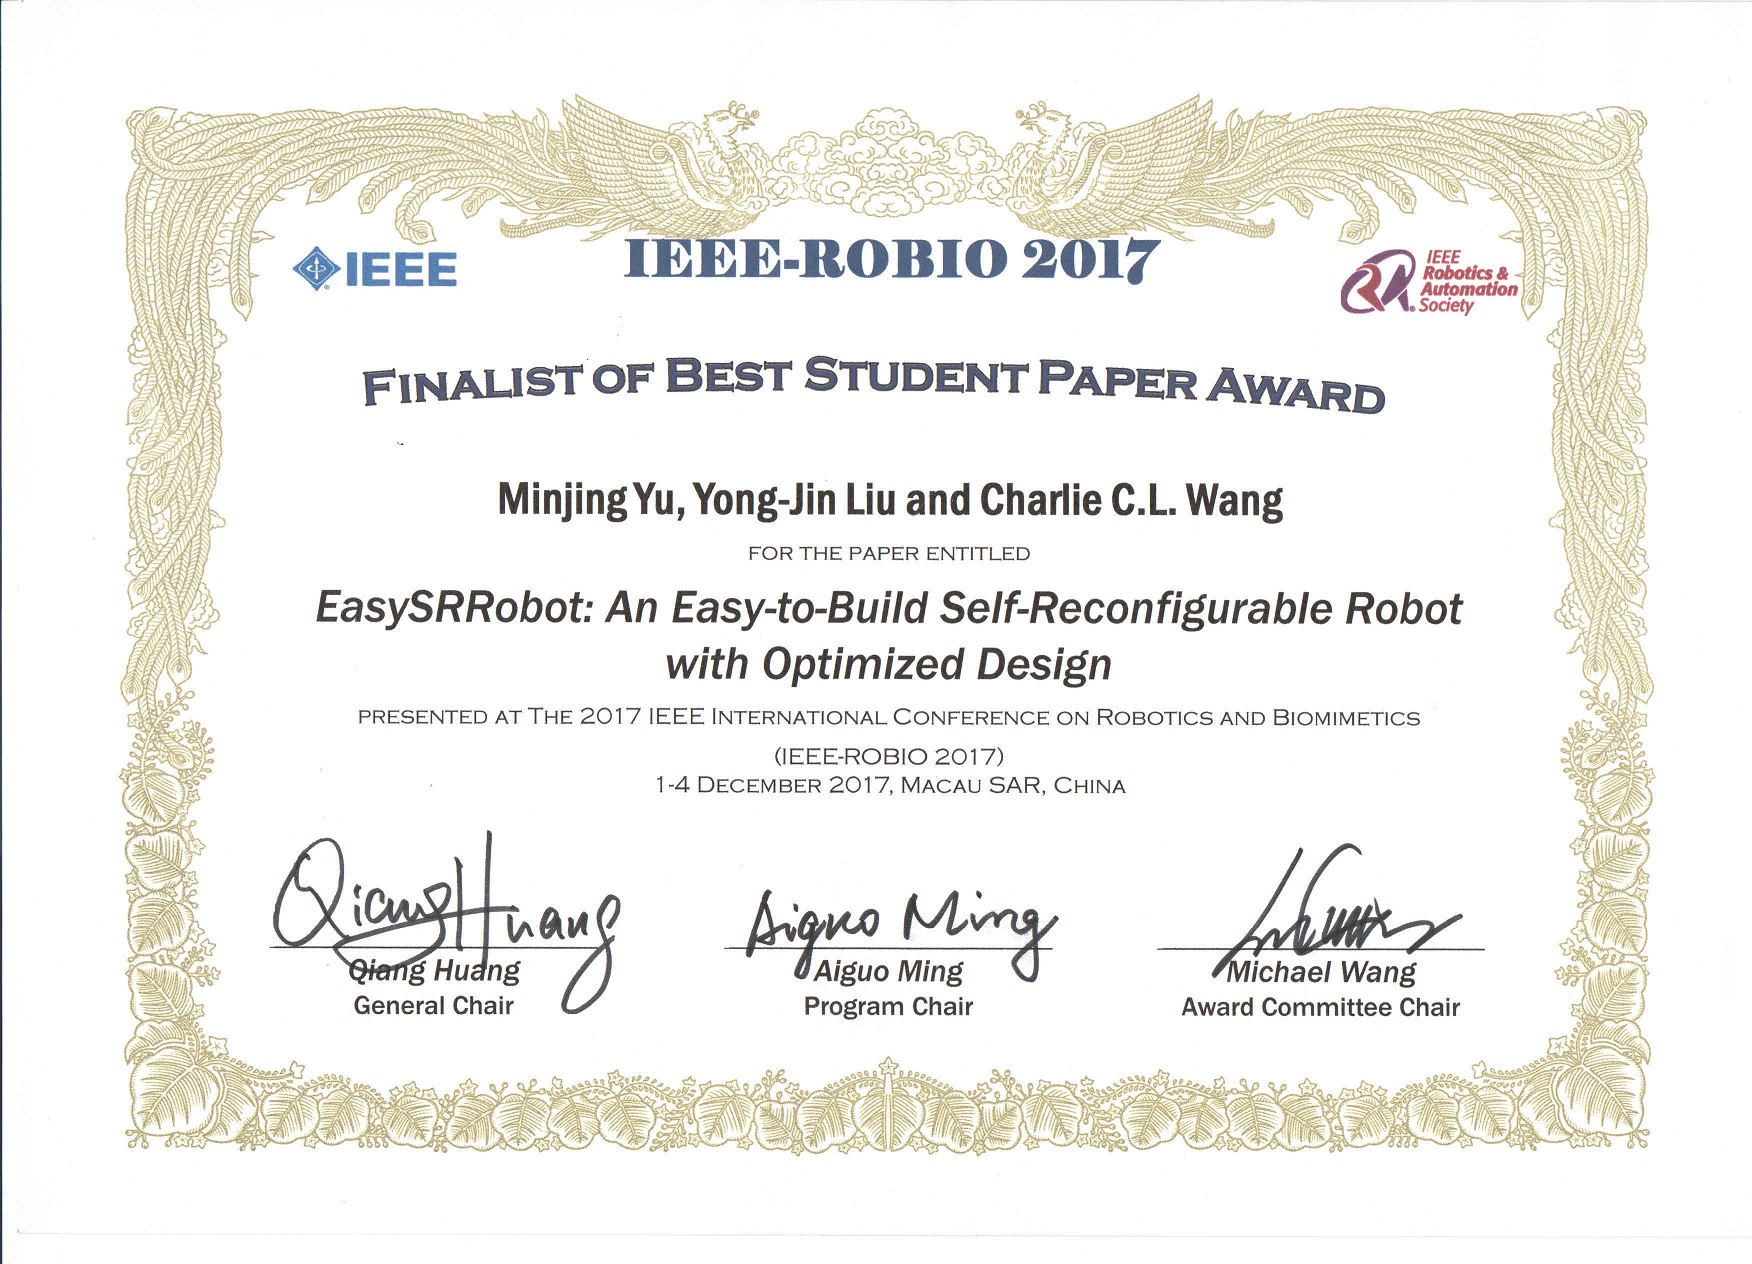 IEEE
IEEE-ROBIO 2017
IEEE
Robotics &
Automation
Society
FINALIST OF BEST STUDENT PAPER AWARD
Minjing Yu, Yong-Jin Liu and Charlie C.L. Wang
FOR THE PAPER ENTITLED
EasySRRobot: An Easy-to-Build Self-Reconfigurable Robot
with Optimized Design
PRESENTED AT THE 2017 IEEE INTERNATIONAL CONFERENCE ON ROBOTICS AND BIOMIMETICS
(IEEE-ROBIO 2017)
1-4 DECEMBER 2017, MACAU SAR, CHINA
Qiang Huang
Aiguo Ming
Qiang Huang
General Chair
Aiguo Ming
Program Chair
Michael Wang
Award Committee Chair